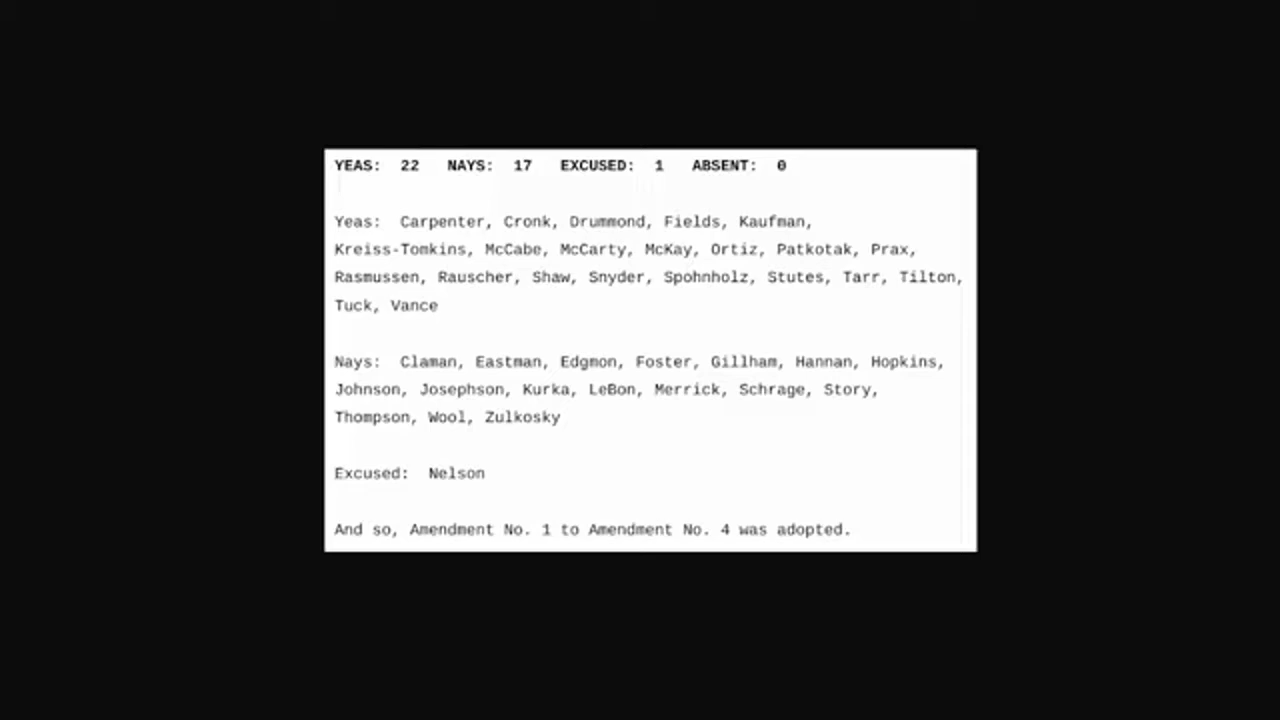 YEAS: 22 NAYS: 17 EXCUSED: 1 ABSENT: 0
Yeas: Carpenter, Cronk, Drummond, Fields, Kaufman,
Kreiss-Tomkins, McCabe, McCarty, McKay, Ortiz, Patkotak, Prax,
Rasmussen, Rauscher, Shaw, Snyder, Spohnholz, Stutes, Tarr, Tilton,
Tuck, Vance
Nays: Claman, Eastman, Edgmon, Foster, Gillham, Hannan, Hopkins,
Johnson, Josephson, Kurka, LeBon, Merrick, Schrage, Story,
Thompson, Wool, Zulkosky
Excused: Nelson
And so, Amendment No. 1 to Amendment No. 4 was adopted.